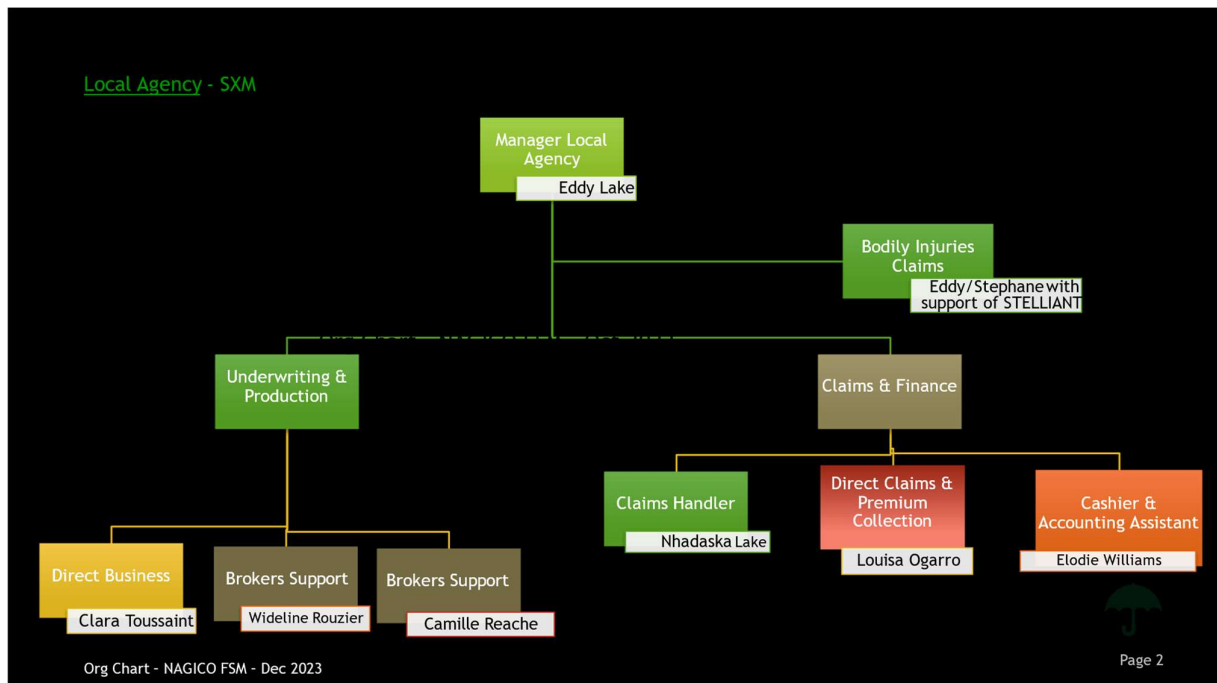 Local Agency - SXM
Manager Local
Agency
Eddy Lake
Bodily Injuries
Claims
Eddy/Stephane with
support of STELLIANT
Underwriting &
Production
Claims & Finance
Claims Handler
Nhadaska Lake
Direct Claims &
Premium
Collection
Louisa Ogarro
Cashier &
Accounting Assistant
Elodie Williams
Direct Business
Clara Toussaint
Brokers Support
Wideline Rouzier
Brokers Support
Camille Reache
Org Chart – NAGICO FSM – Dec 2023
Page 2